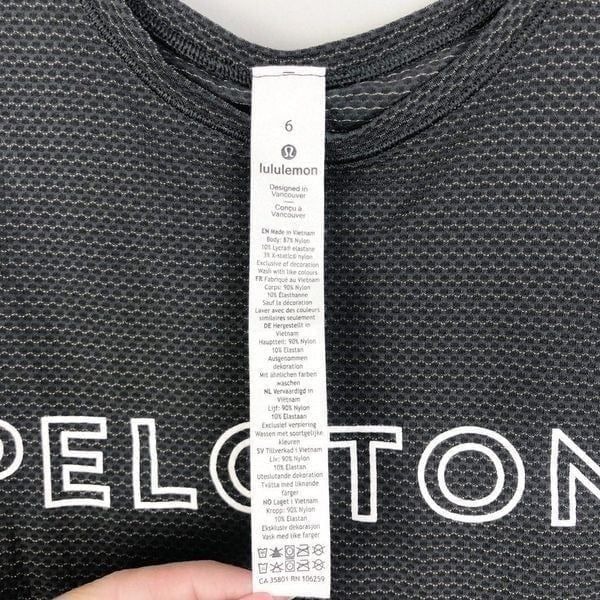 6
lululemon
Designed in
Vancouver
Conçu à
Vancouver
EN Made in Vietnam
Body: 87% Nylon
10% Lycra® elastane
3% X-static® nylon
Exclusive of decoration
Wash with like colours
FR Fabriqué au Vietnam
Corps: 90% Nylon
10% Élasthanne
Sauf la décoration
Laver avec des couleurs
similaires seulement
DE Hergestellt in
Vietnam
Hauptteil: 90% Nylon
10% Elastan
Ausgenommen
dekoration
Mit ähnlichen farben
waschen
NL Vervaardigd in
Vietnam
Lijf: 90% Nylon
10% Elastaan
Exclusief versiering
Wassen met soortgelijke
kleuren
SV Tillverkad i Vietnam
Liv: 90% Nylon
10% Elastan
Uteslutande dekoration
Tvätta med liknande
färger
NO Laget i Vietnam
Kropp: 90% Nylon
10% Elastan
Eksklusiv dekorasjon
Vask med like farger
CA 35801 RN 106259
PELOTON